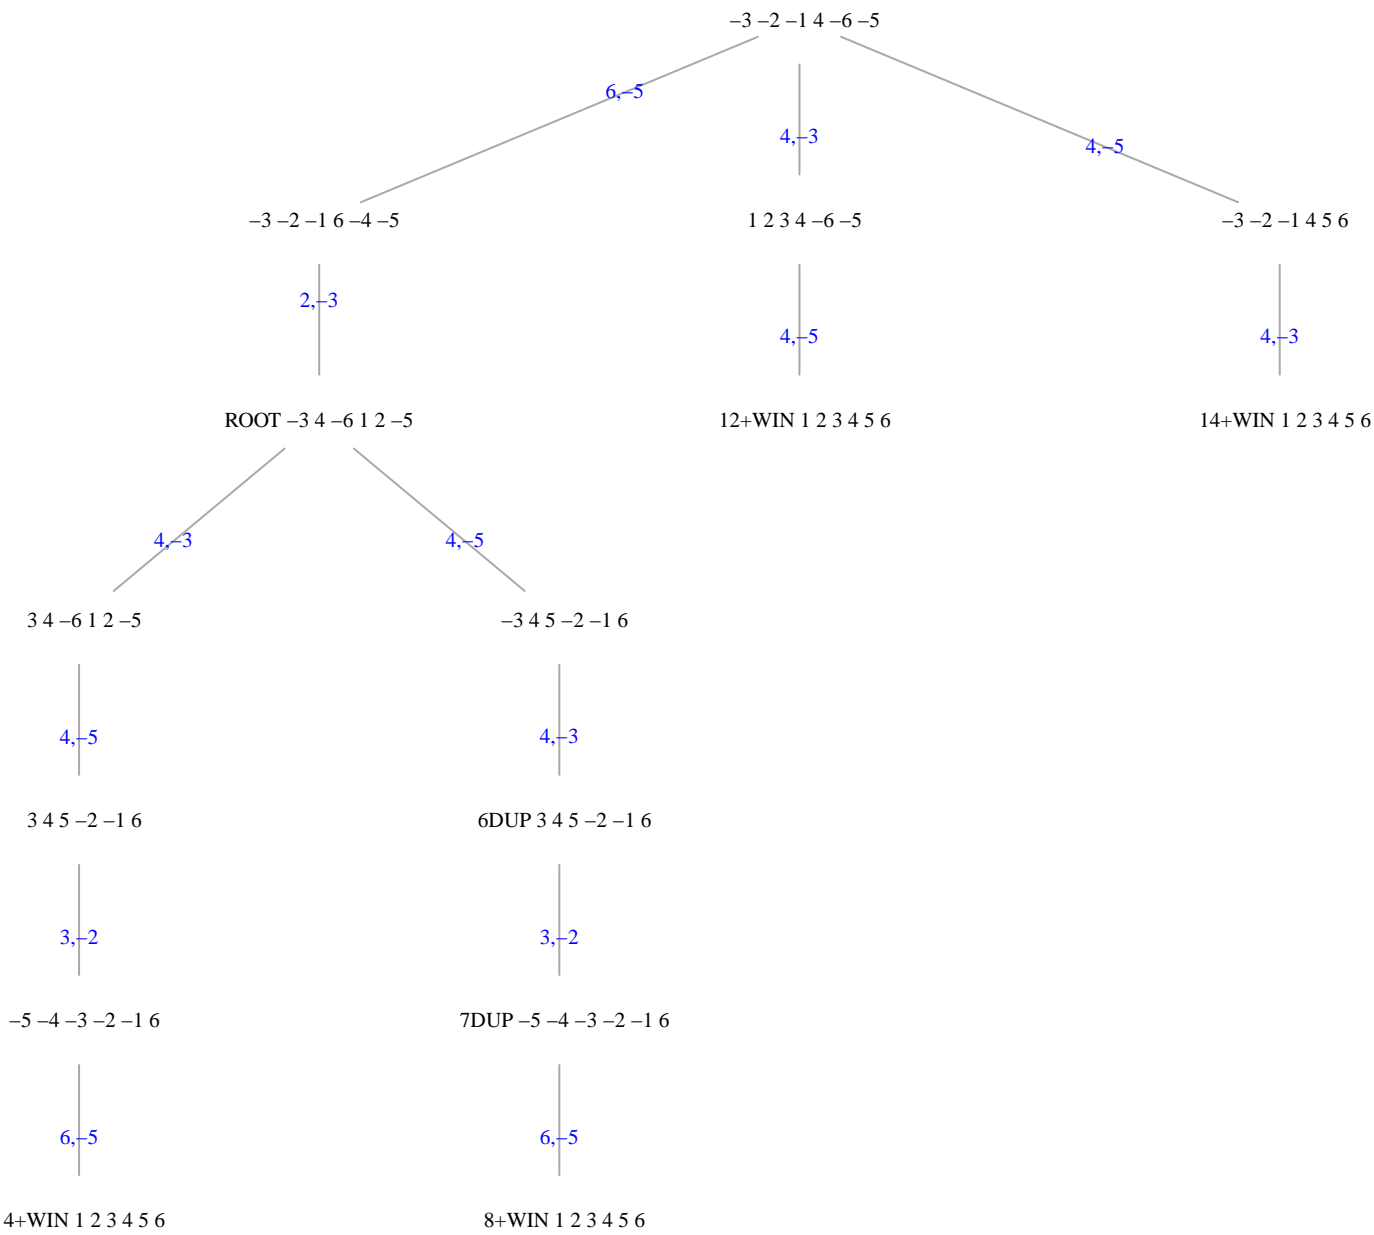 –3 –2 –1 4 –6 –5
6,–5
4,–3
4,–5
–3 –2 –1 6 –4 –5
1 2 3 4 –6 –5
–3 –2 –1 4 5 6
2,–3
4,–5
4,–3
ROOT –3 4 –6 1 2 –5
12+WIN 1 2 3 4 5 6
14+WIN 1 2 3 4 5 6
4,–3
4,–5
3 4 –6 1 2 –5
–3 4 5 –2 –1 6
4,–5
4,–3
3 4 5 –2 –1 6
6DUP 3 4 5 –2 –1 6
3,–2
3,–2
–5 –4 –3 –2 –1 6
7DUP –5 –4 –3 –2 –1 6
6,–5
6,–5
4+WIN 1 2 3 4 5 6
8+WIN 1 2 3 4 5 6